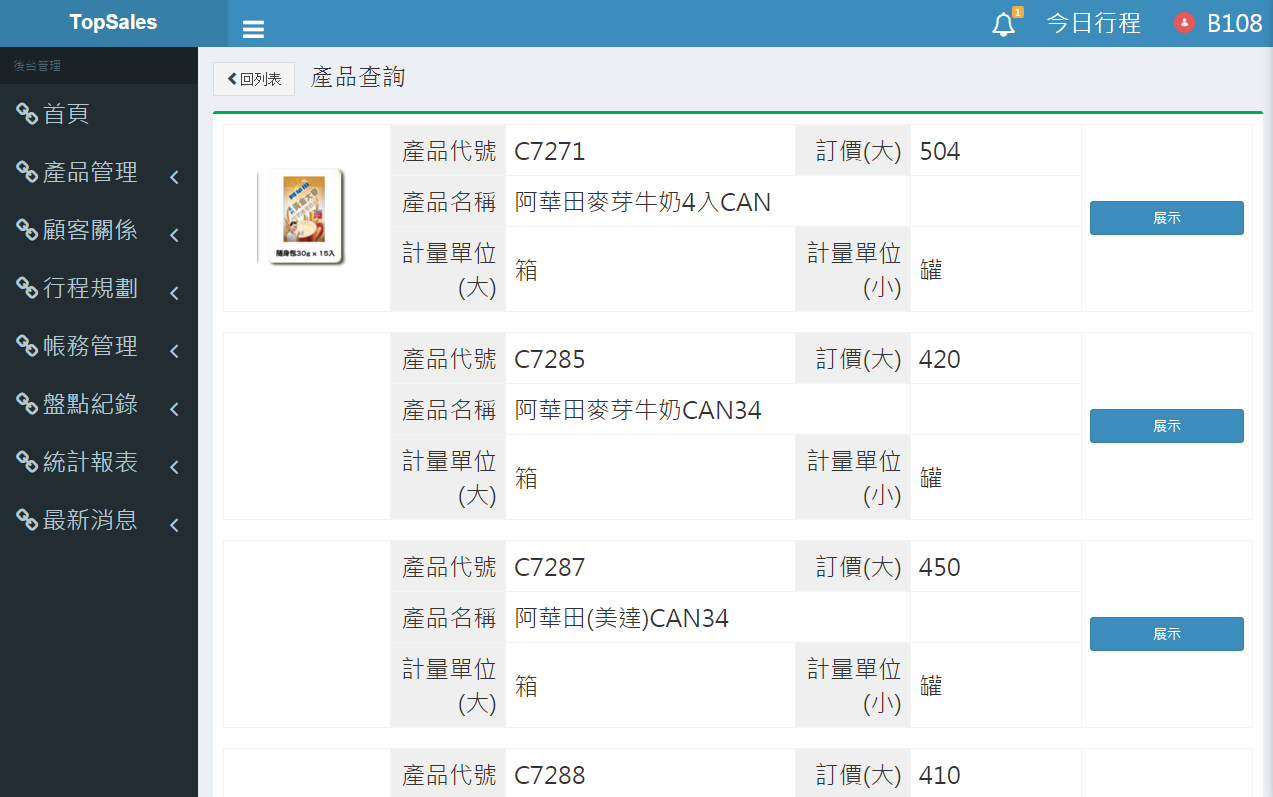 TopSales
1
今日行程
B108
後台管理
首頁
產品管理
顧客關係
行程規劃
帳務管理
盤點紀錄
統計報表
最新消息
回列表
產品查詢
隨身包30g x 15入
產品代號 C7271 訂價(大) 504
產品名稱 阿華田麥芽牛奶4入CAN
計量單位(大) 箱 計量單位(小) 罐
展示
產品代號 C7285 訂價(大) 420
產品名稱 阿華田麥芽牛奶CAN34
計量單位(大) 箱 計量單位(小) 罐
展示
產品代號 C7287 訂價(大) 450
產品名稱 阿華田(美達)CAN34
計量單位(大) 箱 計量單位(小) 罐
展示
產品代號 C7288 訂價(大) 410